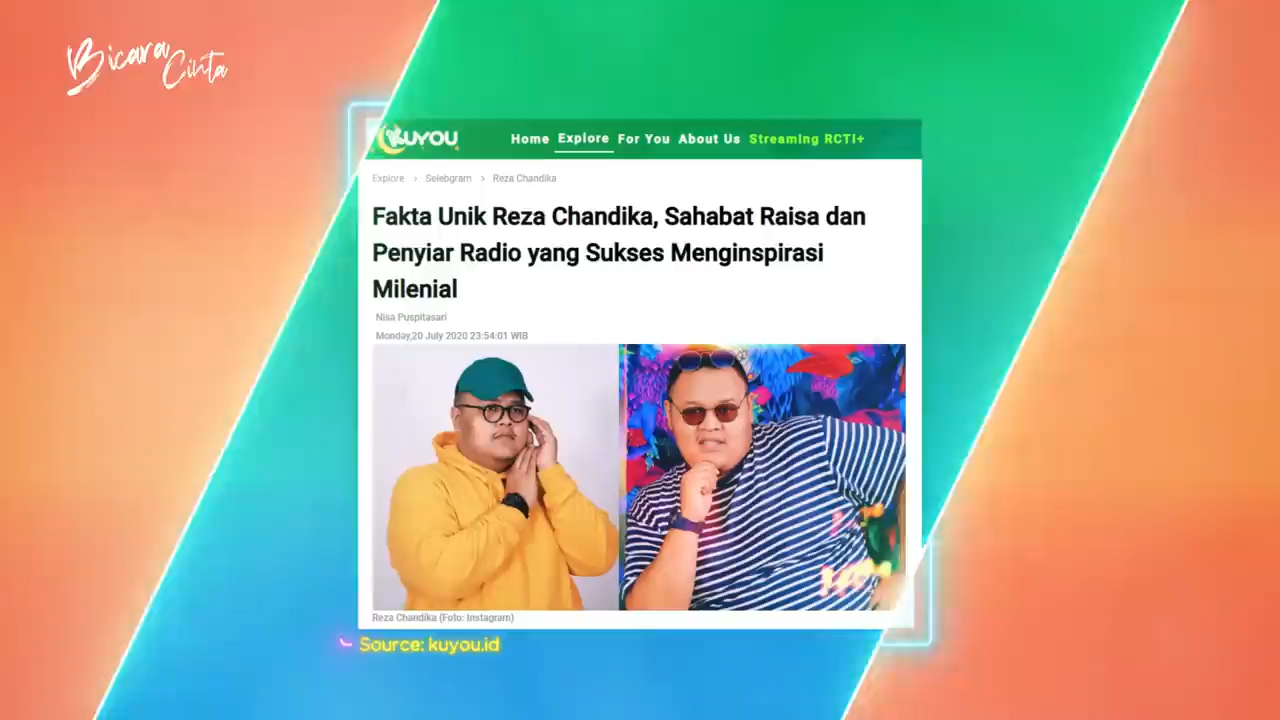 Bicara
Cinta
KUYOU
Home Explore For You About Us Streaming RCTI+
Explore > Selebgram > Reza Chandika
Fakta Unik Reza Chandika, Sahabat Raisa dan
Penyiar Radio yang Sukses Menginspirasi
Milenial
Nisa Puspitasari
Monday,20 July 2020 23:54:01 WIB
Reza Chandika (Foto: Instagram)
Source: kuyou.id